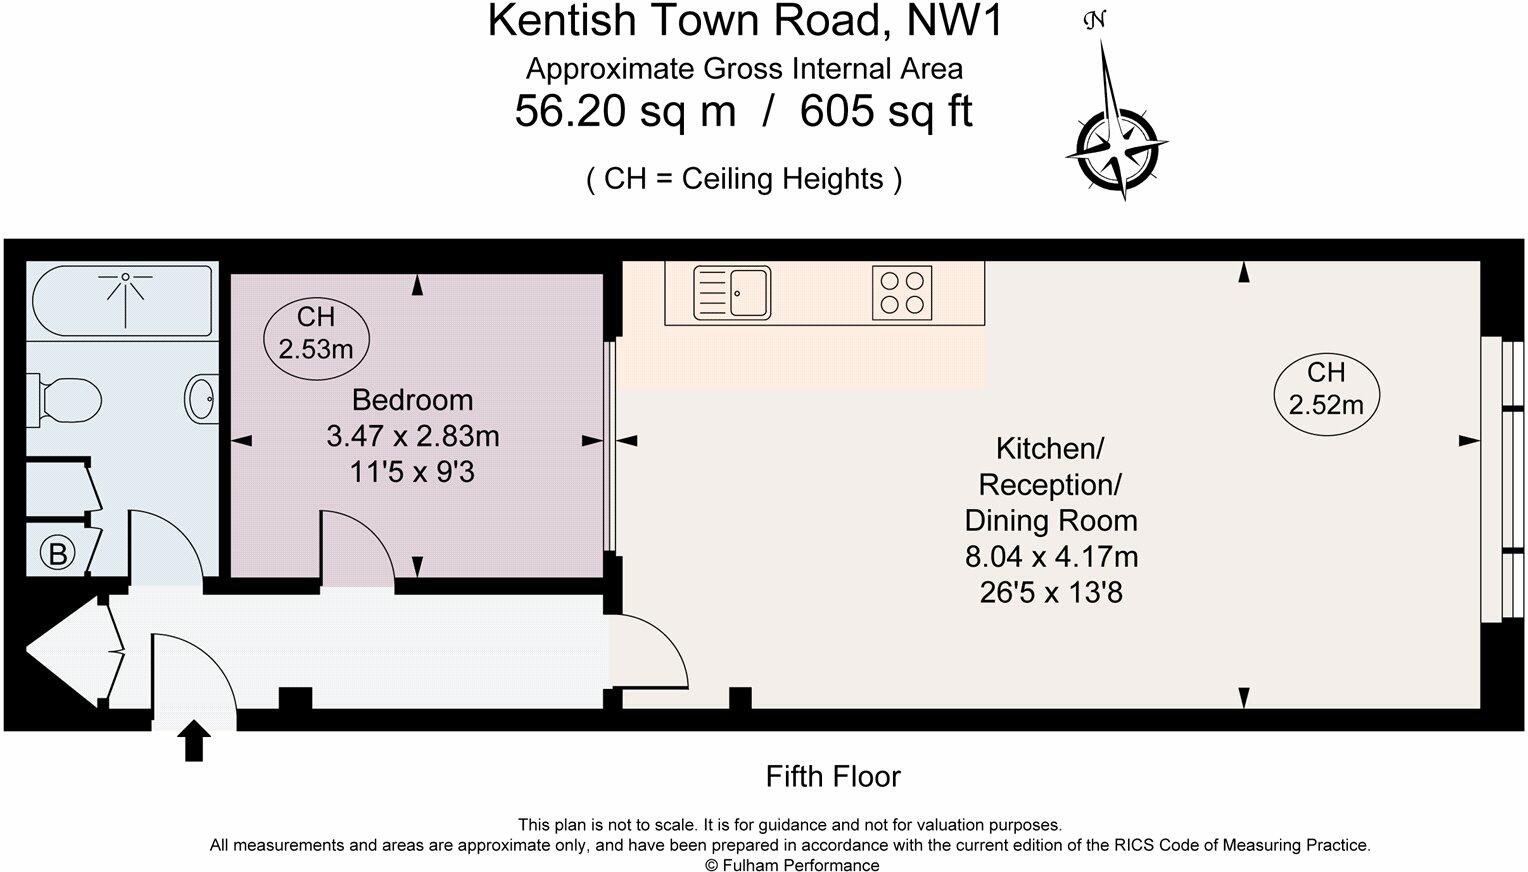 Kentish Town Road, NW1
N
Approximate Gross Internal Area
56.20 sq m / 605 sq ft
( CH = Ceiling Heights )
CH
2.53m
Bedroom
3.47 x 2.83m
11'5 x 9'3
CH
2.52m
Kitchen/
Reception/
Dining Room
8.04 x 4.17m
26'5 x 13'8
B
Fifth Floor
This plan is not to scale. It is for guidance and not for valuation purposes.
All measurements and areas are approximate only, and have been prepared in accordance with the current edition of the RICS Code of Measuring Practice.
© Fulham Performance